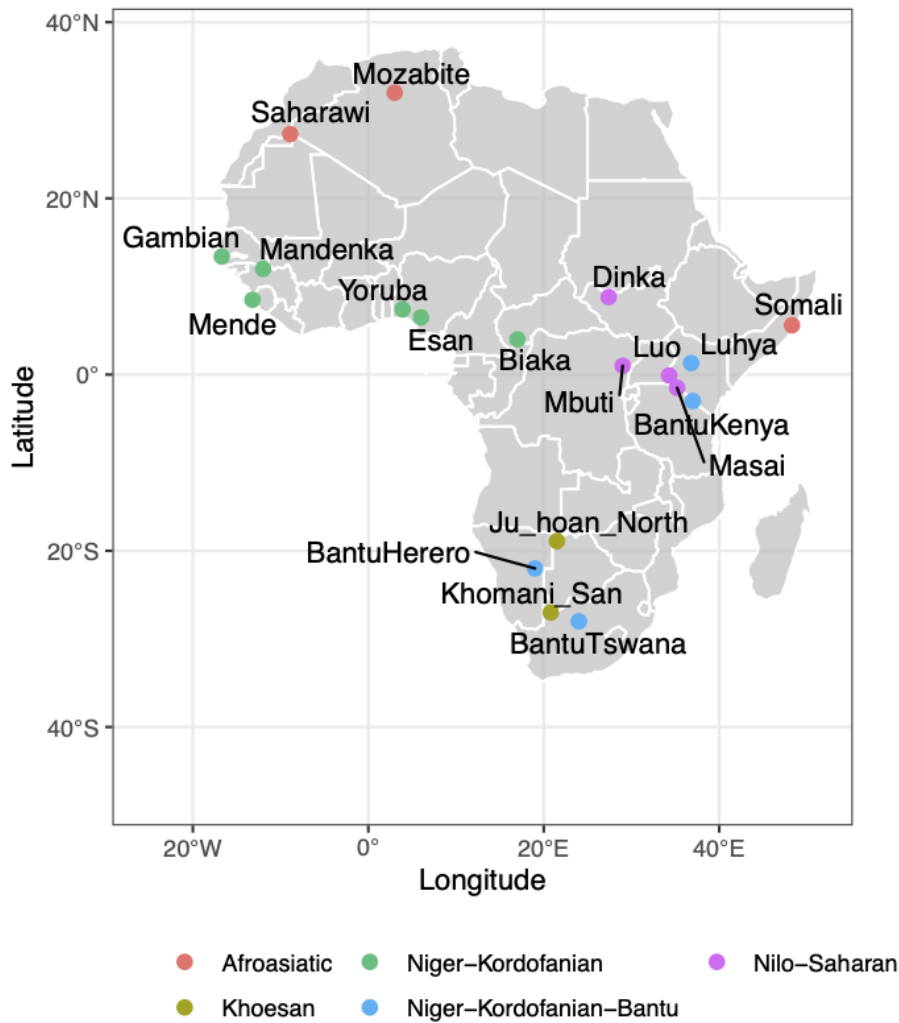 40°N
Mozabite
Saharawi
20°N
Gambian
Mandenka
Dinka
Yoruba
Somali
Mende
Esan
Luo
Luhya
Biaka
0°
Mbuti
BantuKenya
Masai
Latitude
Ju_hoan_North
20°S
BantuHerero
Khomani_San
BantuTswana
40°S
20°W 0° 20°E 40°E
Longitude
Afroasiatic Niger−Kordofanian Nilo−Saharan
Khoesan Niger−Kordofanian−Bantu